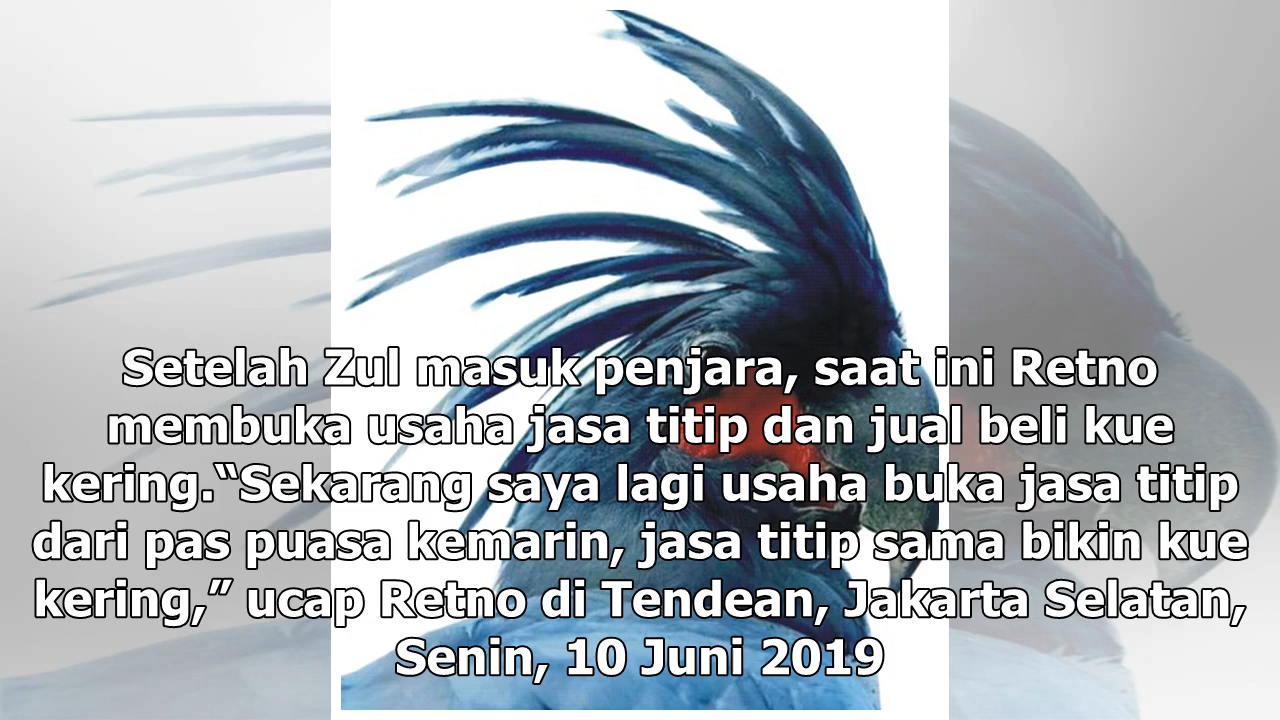 Setelah Zul masuk penjara, saat ini Retno
membuka usaha jasa titip dan jual beli kue
kering.“Sekarang saya lagi usaha buka jasa titip
dari pas puasa kemarin, jasa titip sama bikin kue
kering,” ucap Retno di Tendean, Jakarta Selatan,
Senin, 10 Juni 2019